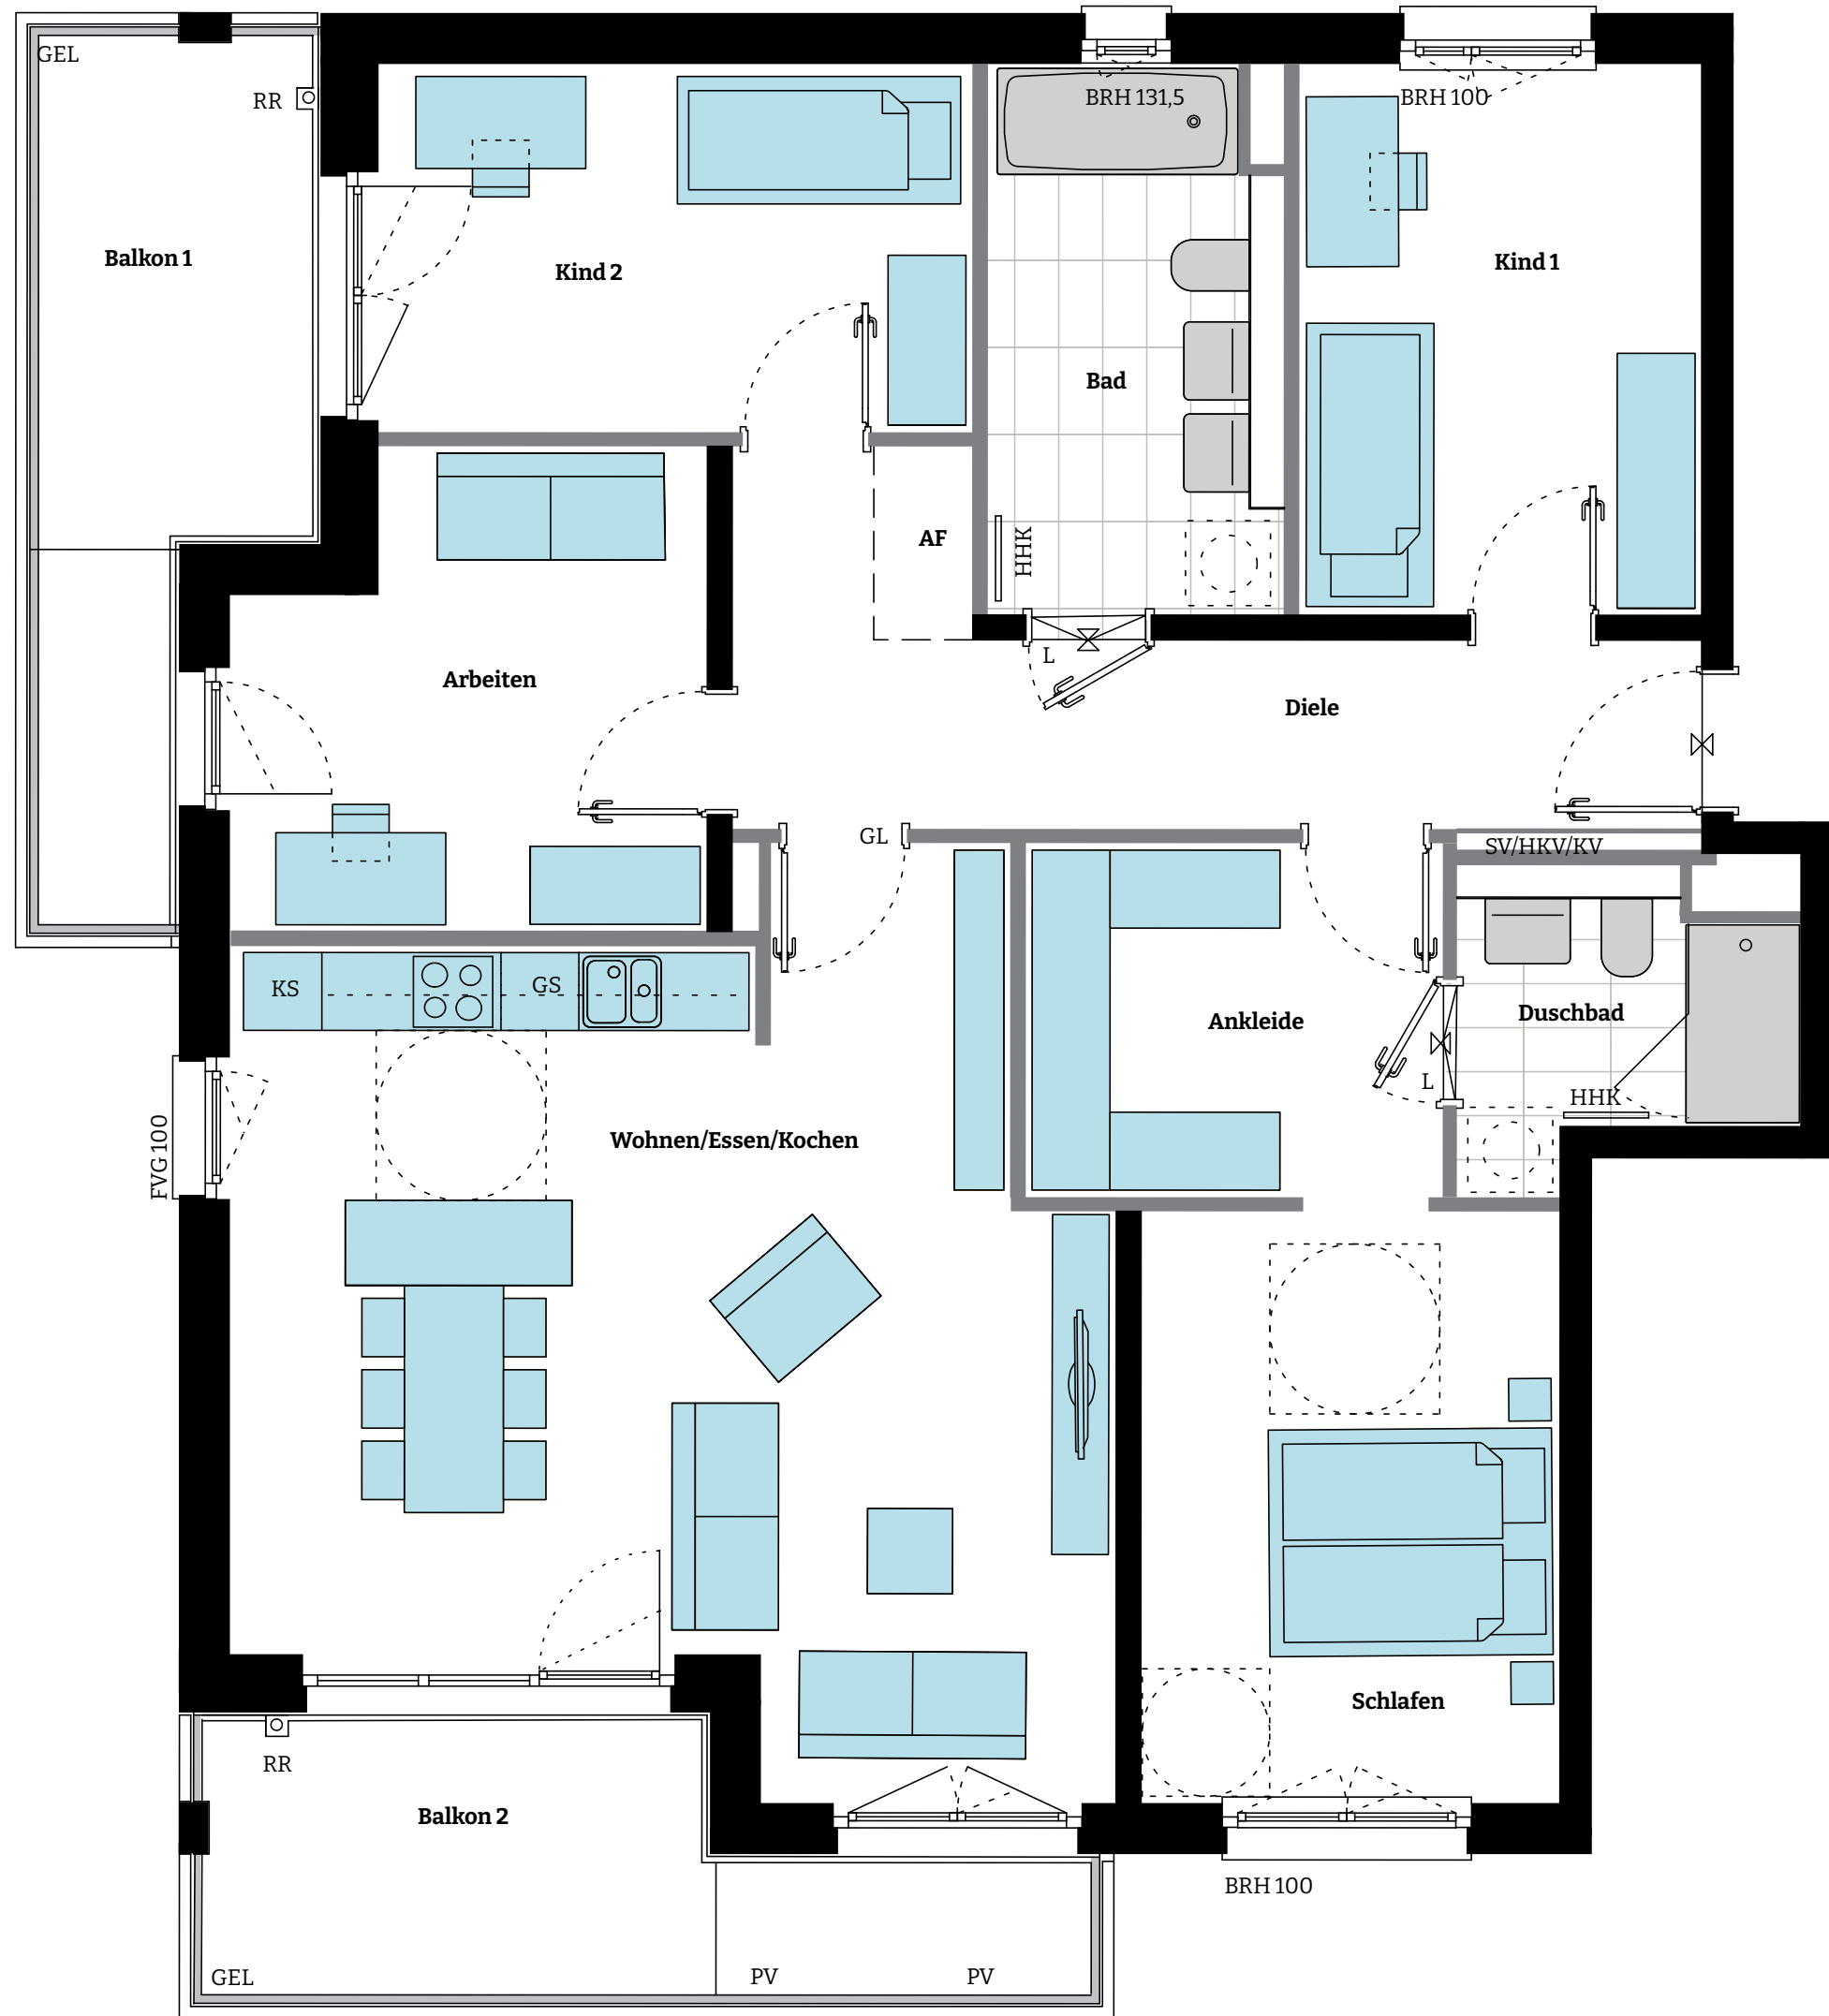 GEL
RR
BRH 131,5
BRH 100
Balkon 1
Kind 2
Kind 1
Bad
AF
HHK
L
Arbeiten
Diele
GL
SV/HKV/KV
KS
GS
Ankleide
Duschbad
L
HHK
FVG 100
Wohnen/Essen/Kochen
Schlafen
RR
Balkon 2
BRH 100
GEL
PV
PV